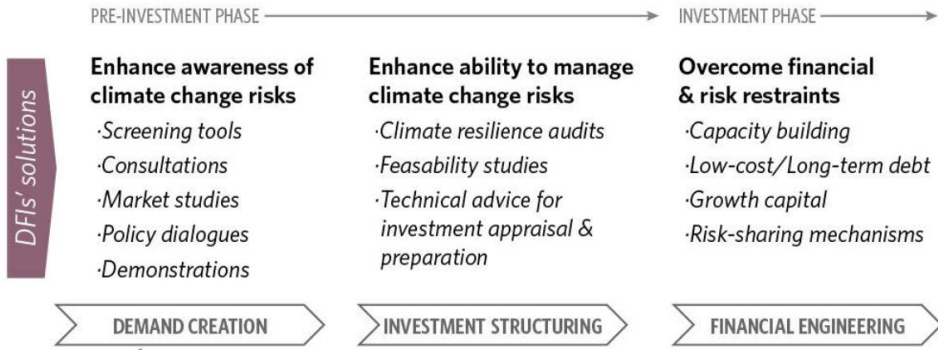 PRE-INVESTMENT PHASE
INVESTMENT PHASE
DFIs' solutions
Enhance awareness of
climate change risks
·Screening tools
·Consultations
·Market studies
·Policy dialogues
·Demonstrations
Enhance ability to manage
climate change risks
·Climate resilience audits
·Feasability studies
·Technical advice for
investment appraisal &
preparation
Overcome financial
& risk restraints
·Capacity building
·Low-cost/Long-term debt
·Growth capital
·Risk-sharing mechanisms
DEMAND CREATION
INVESTMENT STRUCTURING
FINANCIAL ENGINEERING